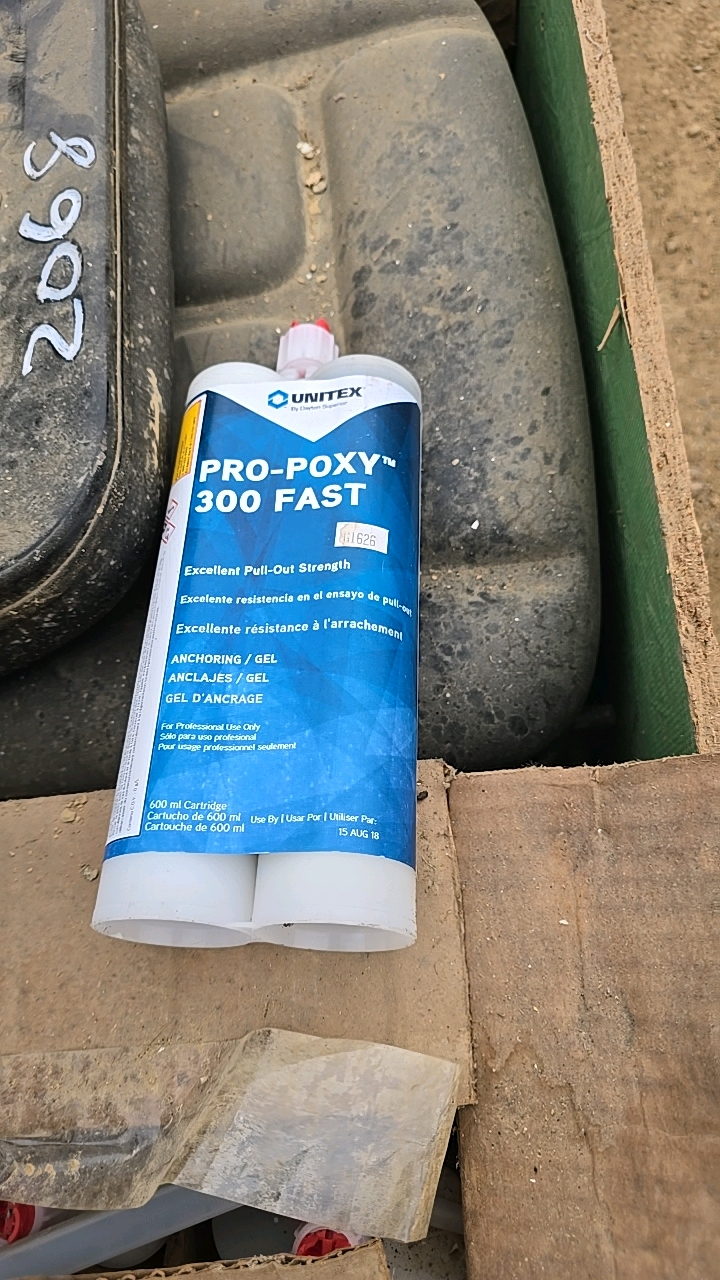 8902
UNITEX
By Dayton Superior
PRO-POXY™
300 FAST
1626
Excellent Pull-Out Strength
Excelente resistencia en el ensayo de pull-out
Excellente résistance à l'arrachement
ANCHORING / GEL
ANCLAJES / GEL
GEL D'ANCRAGE
For Professional Use Only
Sólo para uso profesional
Pour usage professionnel seulement
600 ml Cartridge
Cartucho de 600 ml
Cartouche de 600 ml
Use By | Usar Por | Utiliser Par:
15 AUG 18